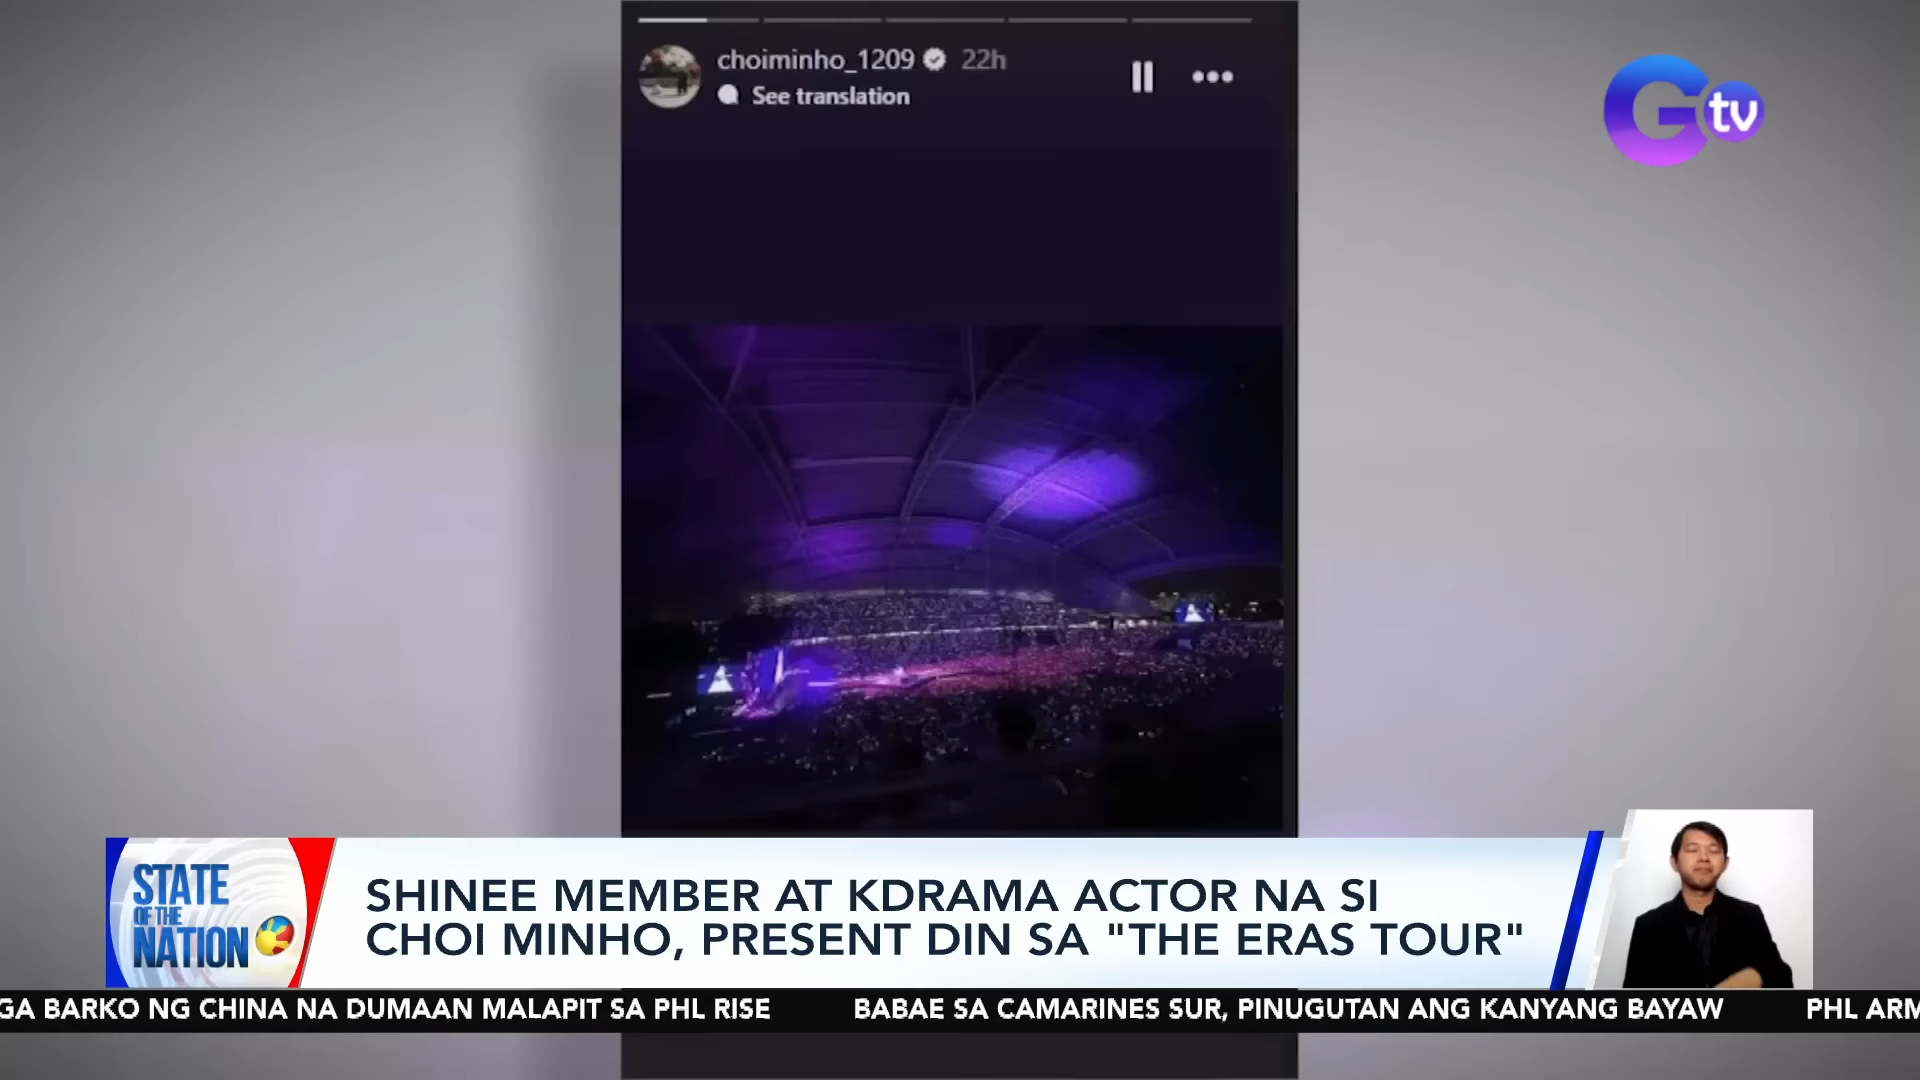 choiminho_1209 22h
See translation
G tv
STATE
OF THE
NATION
SHINEE MEMBER AT KDRAMA ACTOR NA SI
CHOI MINHO, PRESENT DIN SA "THE ERAS TOUR"
GA BARKO NG CHINA NA DUMAAN MALAPIT SA PHL RISE BABAE SA CAMARINES SUR, PINUGUTAN ANG KANYANG BAYAW PHL ARM